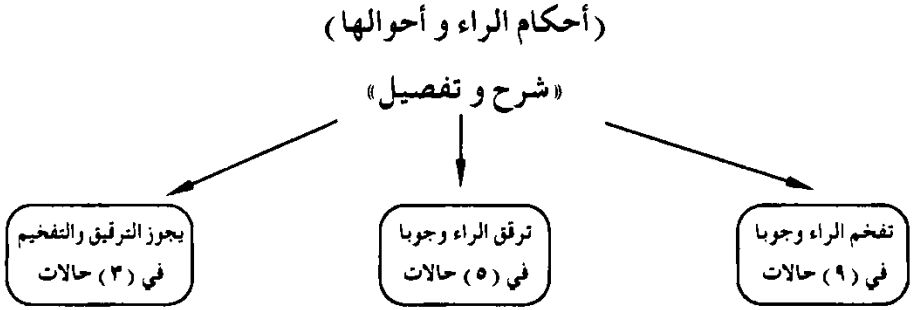 (أحكام الراء و أحوالها)
«شرح و تفصيل»
تفخم الراء وجوبا
في (٩) حالات
ترقق الراء وجوبا
في (٥) حالات
يجوز الترقيق والتفخيم
في (٣) حالات